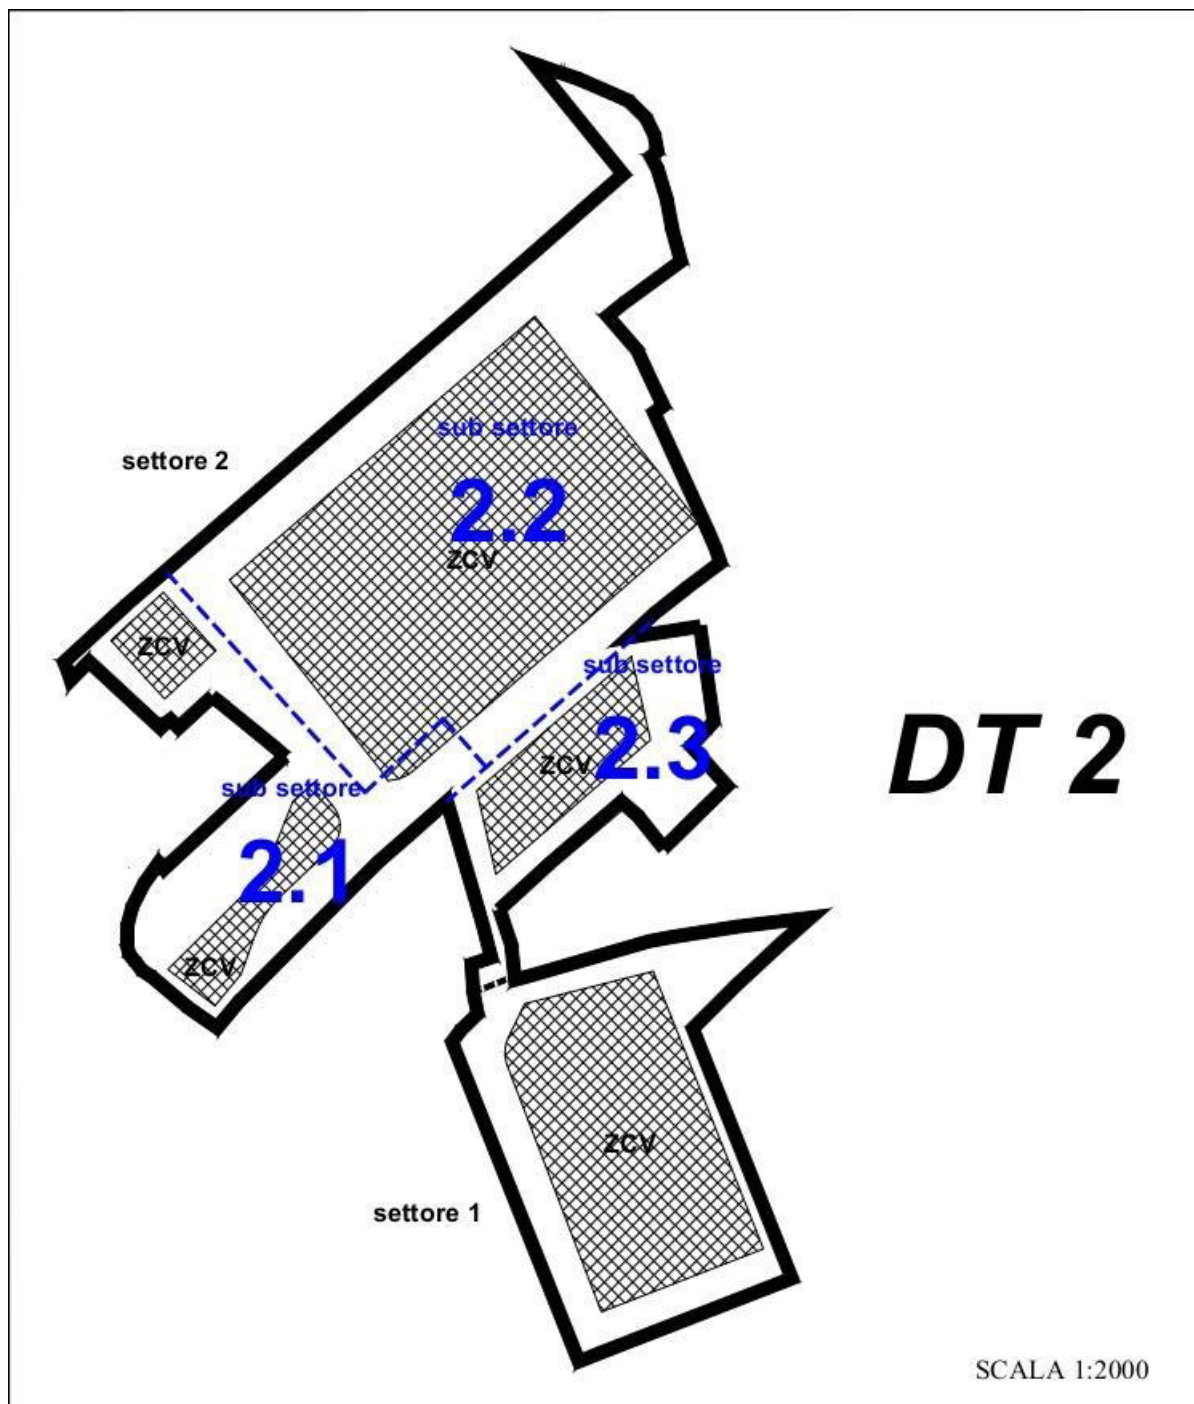 settore 2
sub settore
2.2
ZCV
ZCV
sub settore
2.3
ZCV
DT 2
sub settore
2.1
ZCV
ZCV
settore 1
SCALA 1:2000